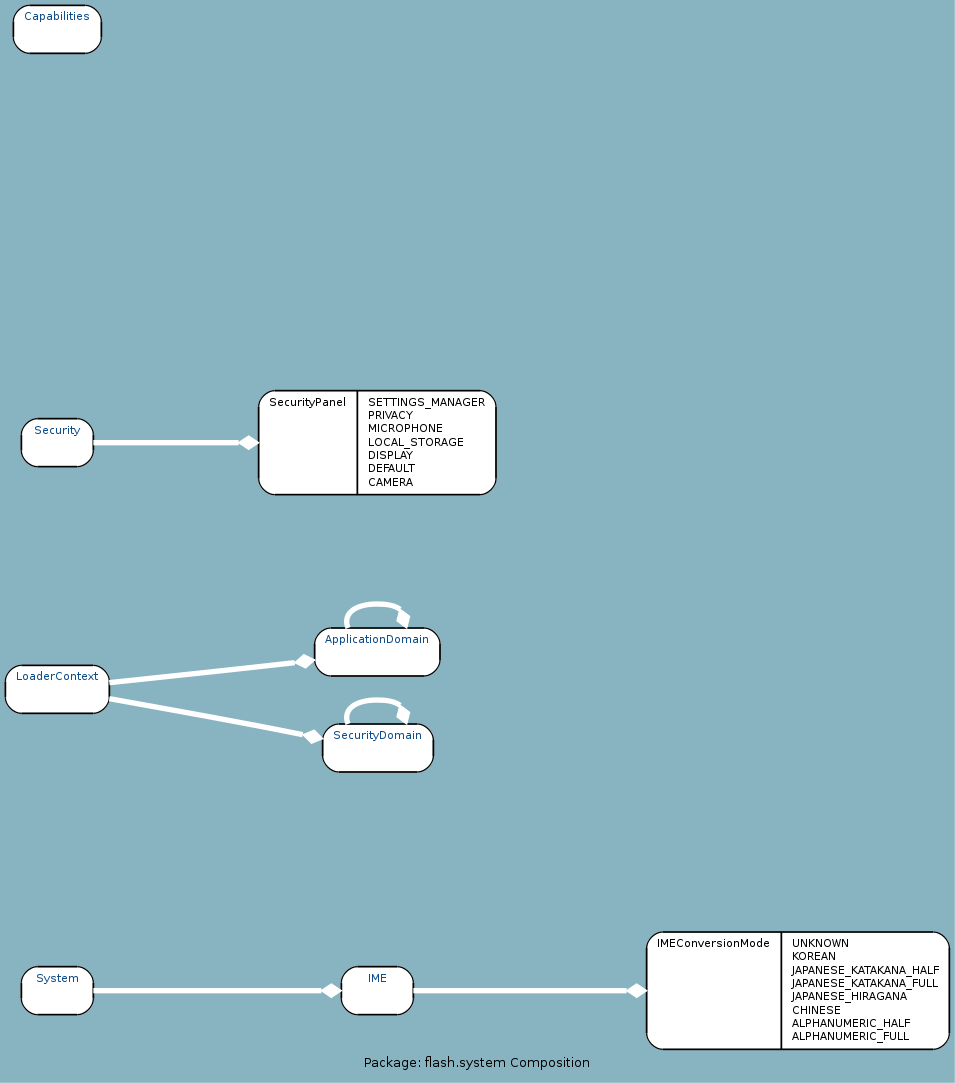 Capabilities
Security
SecurityPanel
SETTINGS_MANAGER
PRIVACY
MICROPHONE
LOCAL_STORAGE
DISPLAY
DEFAULT
CAMERA
ApplicationDomain
LoaderContext
SecurityDomain
System
IME
IMEConversionMode
UNKNOWN
KOREAN
JAPANESE_KATAKANA_HALF
JAPANESE_KATAKANA_FULL
JAPANESE_HIRAGANA
CHINESE
ALPHANUMERIC_HALF
ALPHANUMERIC_FULL
Package: flash.system Composition